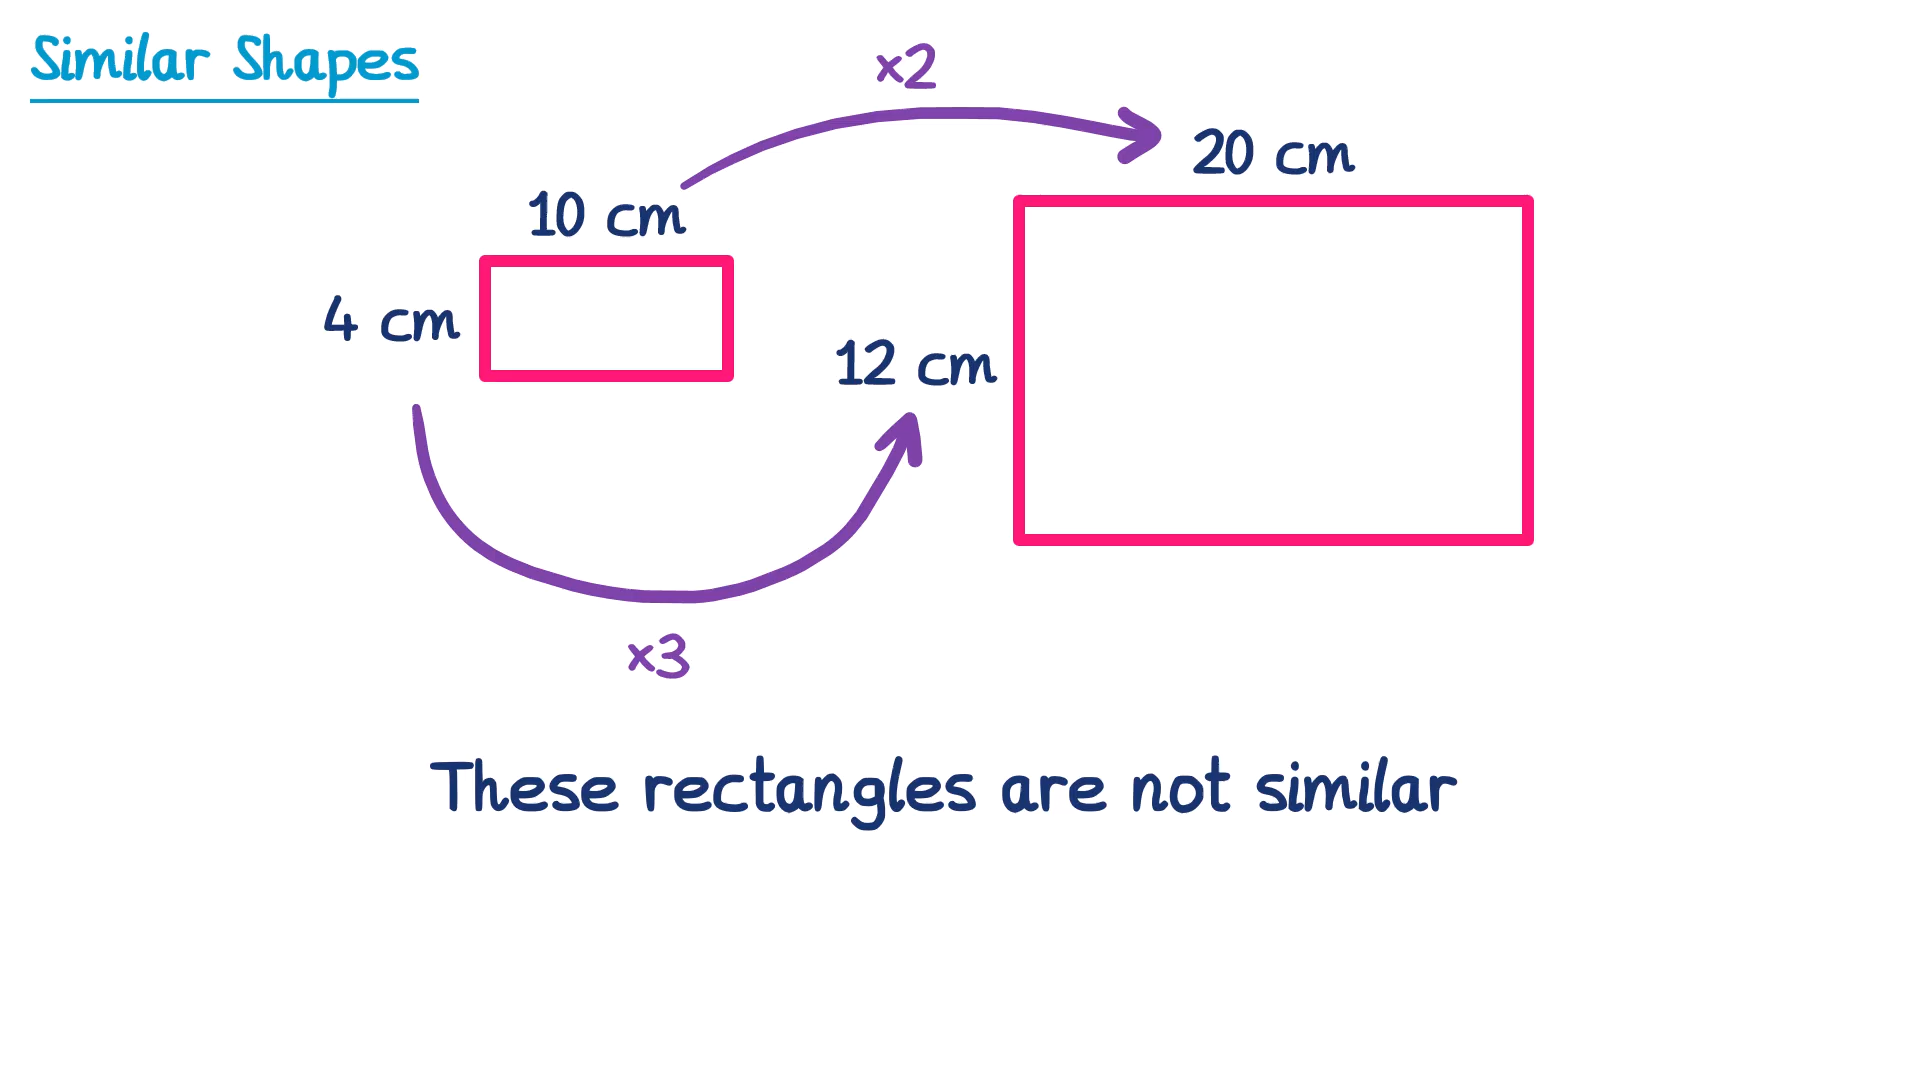 Similar Shapes
x2
20 cm
10 cm
4 cm
12 cm
x3
These rectangles are not similar